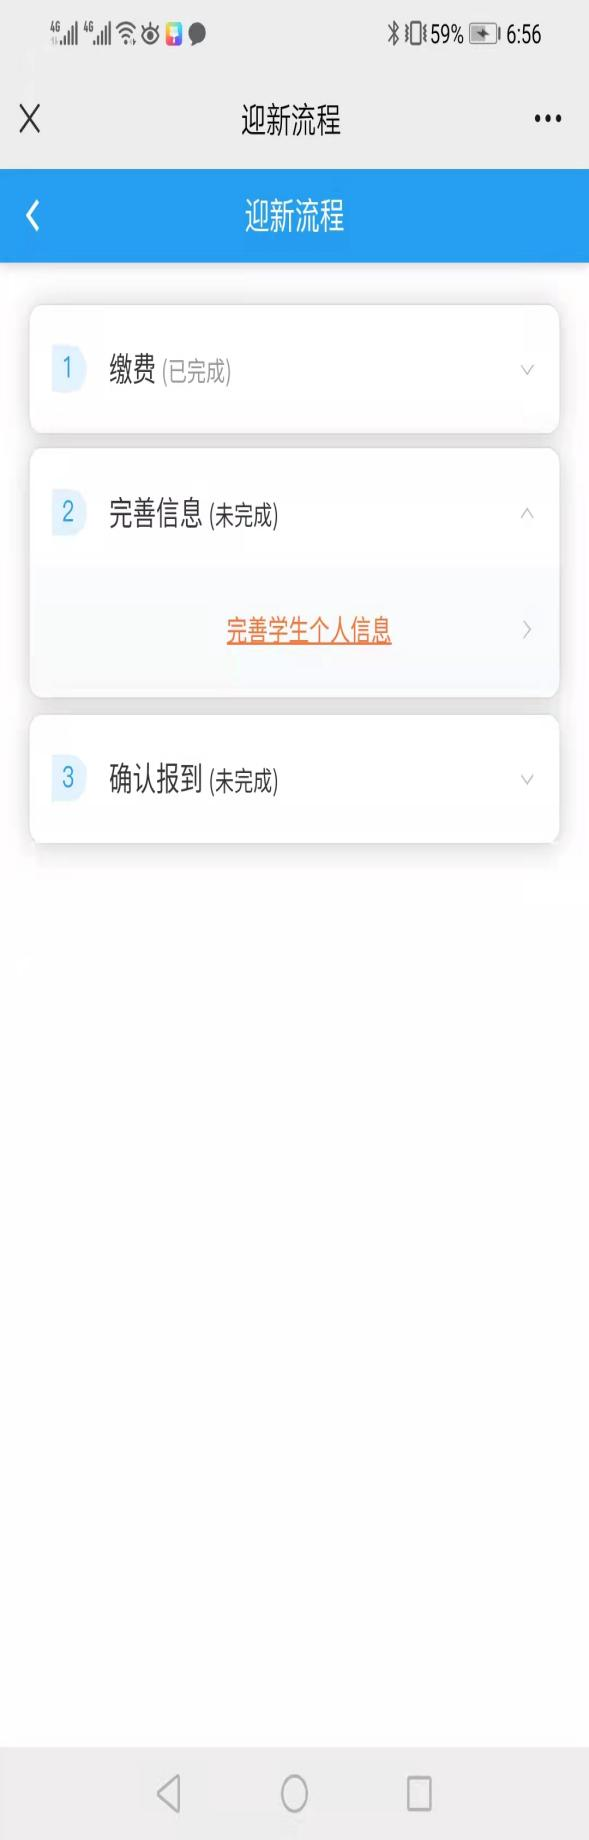 4G 4G 59% 6:56
迎新流程
迎新流程
1 缴费 (已完成)
2 完善信息 (未完成)
完善学生个人信息
3 确认报到 (未完成)